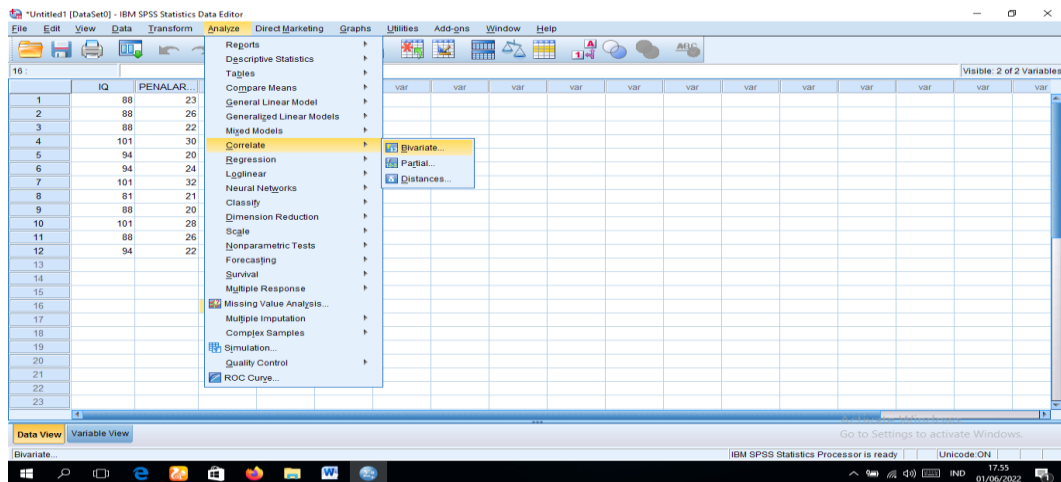 *Untitled1 [DataSet0] - IBM SPSS Statistics Data Editor
File Edit View Data Transform Analyze Direct Marketing Graphs Utilities Add-ons Window Help
16 :
Visible: 2 of 2 Variables
IQ PENALAR... var var var var var var var var var var var var
1 88 23
2 88 26
3 88 22
4 101 30
5 94 20
6 94 24
7 101 32
8 81 21
9 88 20
10 101 28
11 88 26
12 94 22
13
14
15
16
17
18
19
20
21
22
23
Reports
Descriptive Statistics
Tables
Compare Means
General Linear Model
Generalized Linear Models
Mixed Models
Correlate
Regression
Loglinear
Neural Networks
Classify
Dimension Reduction
Scale
Nonparametric Tests
Forecasting
Survival
Multiple Response
Missing Value Analysis...
Multiple Imputation
Complex Samples
Simulation...
Quality Control
ROC Curve...
Bivariate...
Partial...
Distances...
Data View Variable View
Go to Settings to activate Windows.
Bivariate... IBM SPSS Statistics Processor is ready Unicode:ON
IND 17.55
01/06/2022